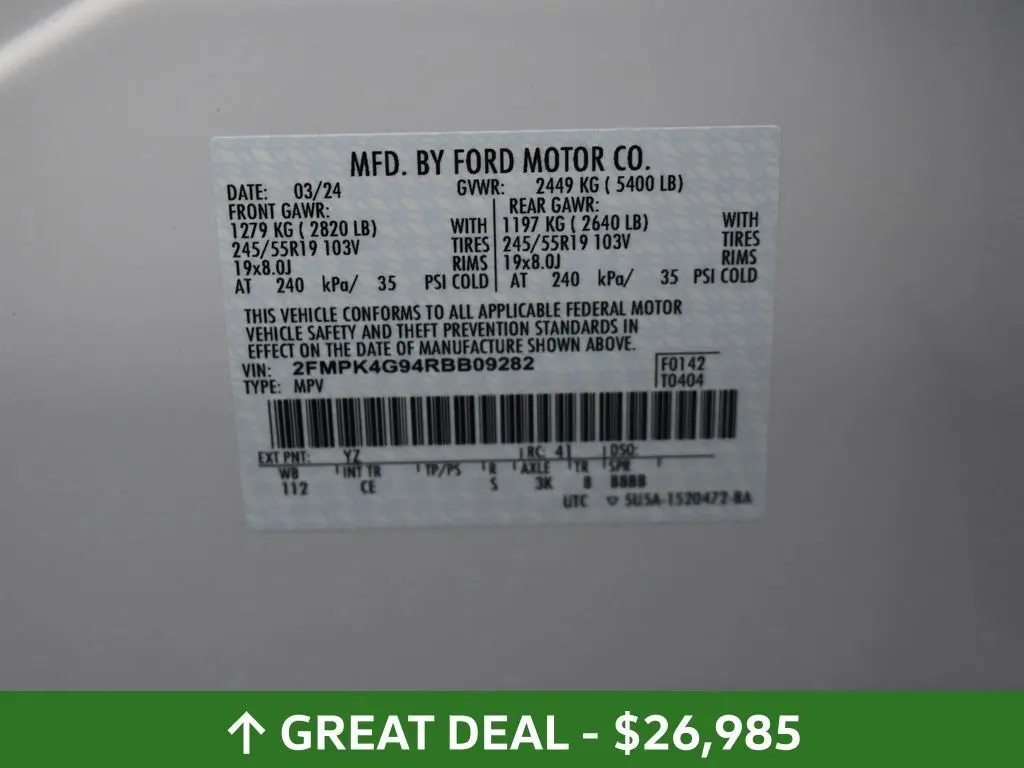 MFD. BY FORD MOTOR CO.
DATE: 03/24 GVWR: 2449 KG ( 5400 LB)
FRONT GAWR: REAR GAWR:
1279 KG ( 2820 LB) WITH 1197 KG ( 2640 LB) WITH
245/55R19 103V TIRES 245/55R19 103V TIRES
19x8.0J RIMS 19x8.0J RIMS
AT 240 kPa/ 35 PSI COLD AT 240 kPa/ 35 PSI COLD
THIS VEHICLE CONFORMS TO ALL APPLICABLE FEDERAL MOTOR
VEHICLE SAFETY AND THEFT PREVENTION STANDARDS IN
EFFECT ON THE DATE OF MANUFACTURE SHOWN ABOVE.
VIN: 2FMPK4G94RBB09282 F0142
TYPE: MPV T0404
EXT PNT: YZ RC: 41 DSO:
WB INT TR TP/PS R AXLE TR SPR
112 CE S 3K 8 BBBB
UTC ▽ SU5A-1520472-BA
↑ GREAT DEAL - $26,985